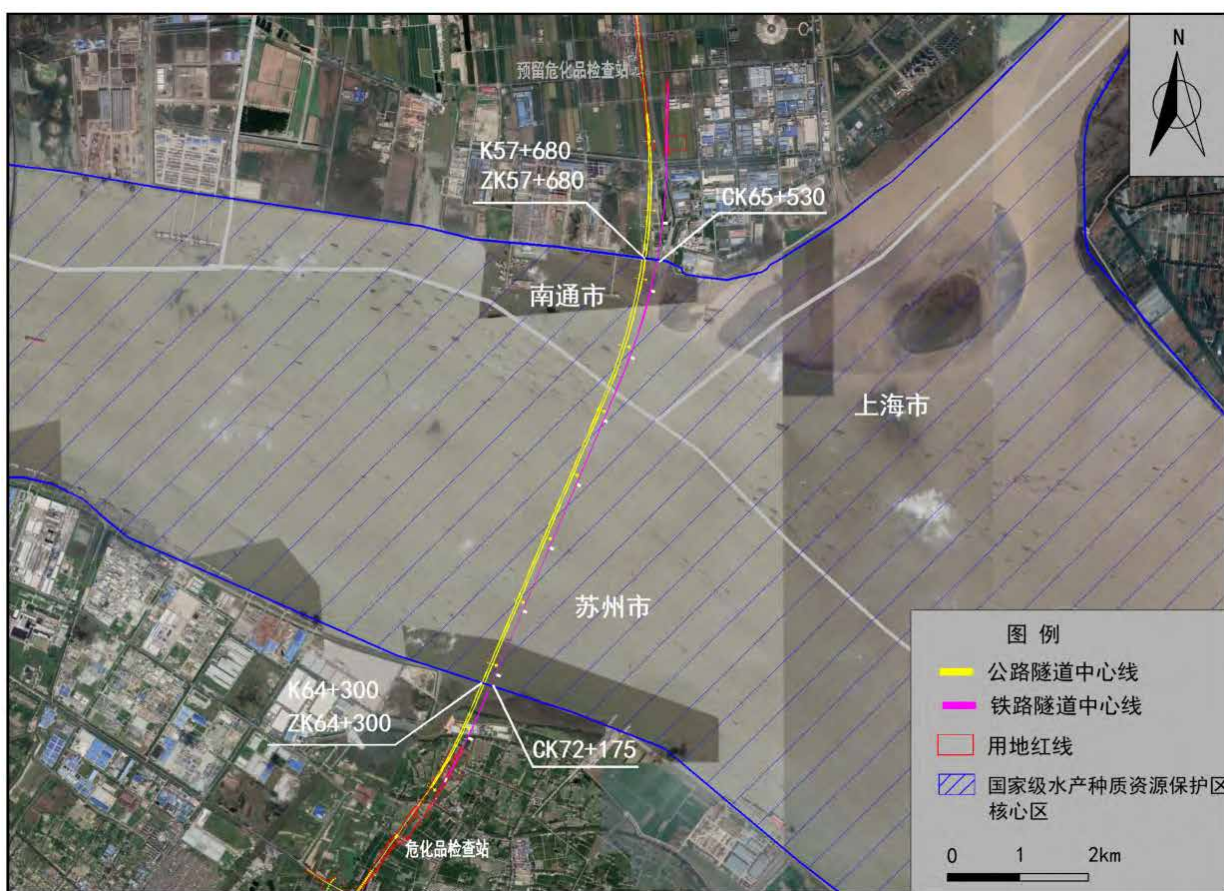 预留危化品检查站
N
K57+680
ZK57+680
CK65+530
南通市
上海市
苏州市
K64+300
ZK64+300
CK72+175
危化品检查站
图 例
公路隧道中心线
铁路隧道中心线
用地红线
国家级水产种质资源保护区
核心区
0 1 2km